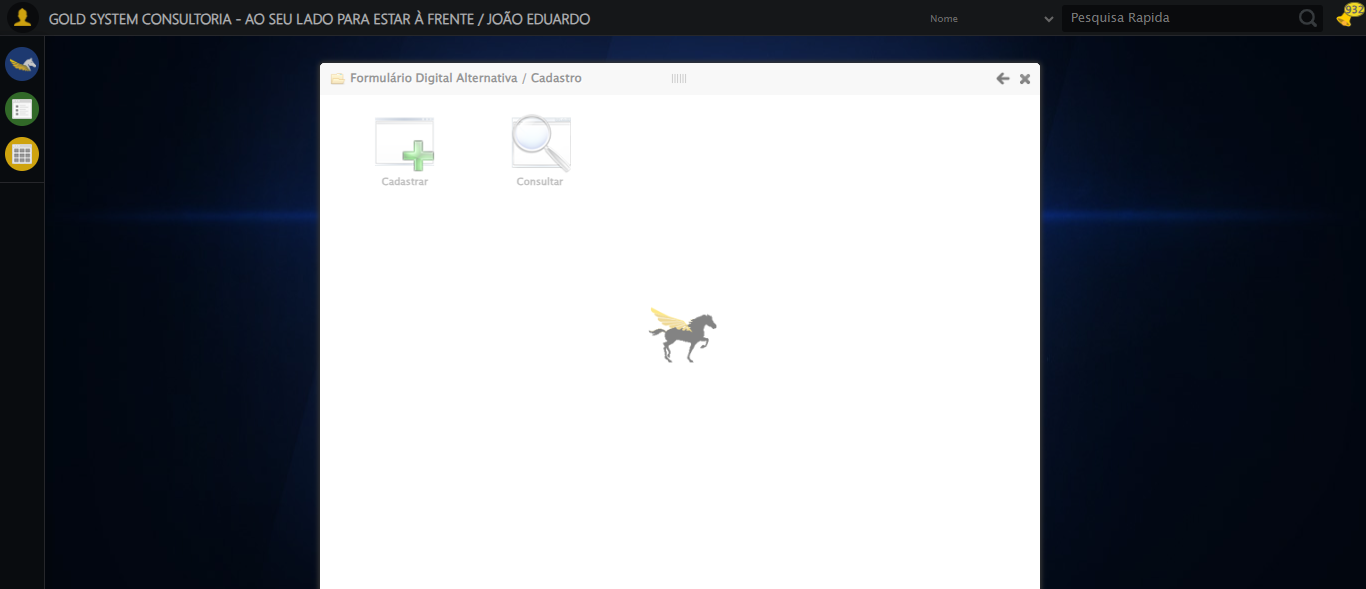 GOLD SYSTEM CONSULTORIA - AO SEU LADO PARA ESTAR À FRENTE / JOÃO EDUARDO
Nome
Pesquisa Rapida
932
Formulário Digital Alternativa / Cadastro
Cadastrar
Consultar